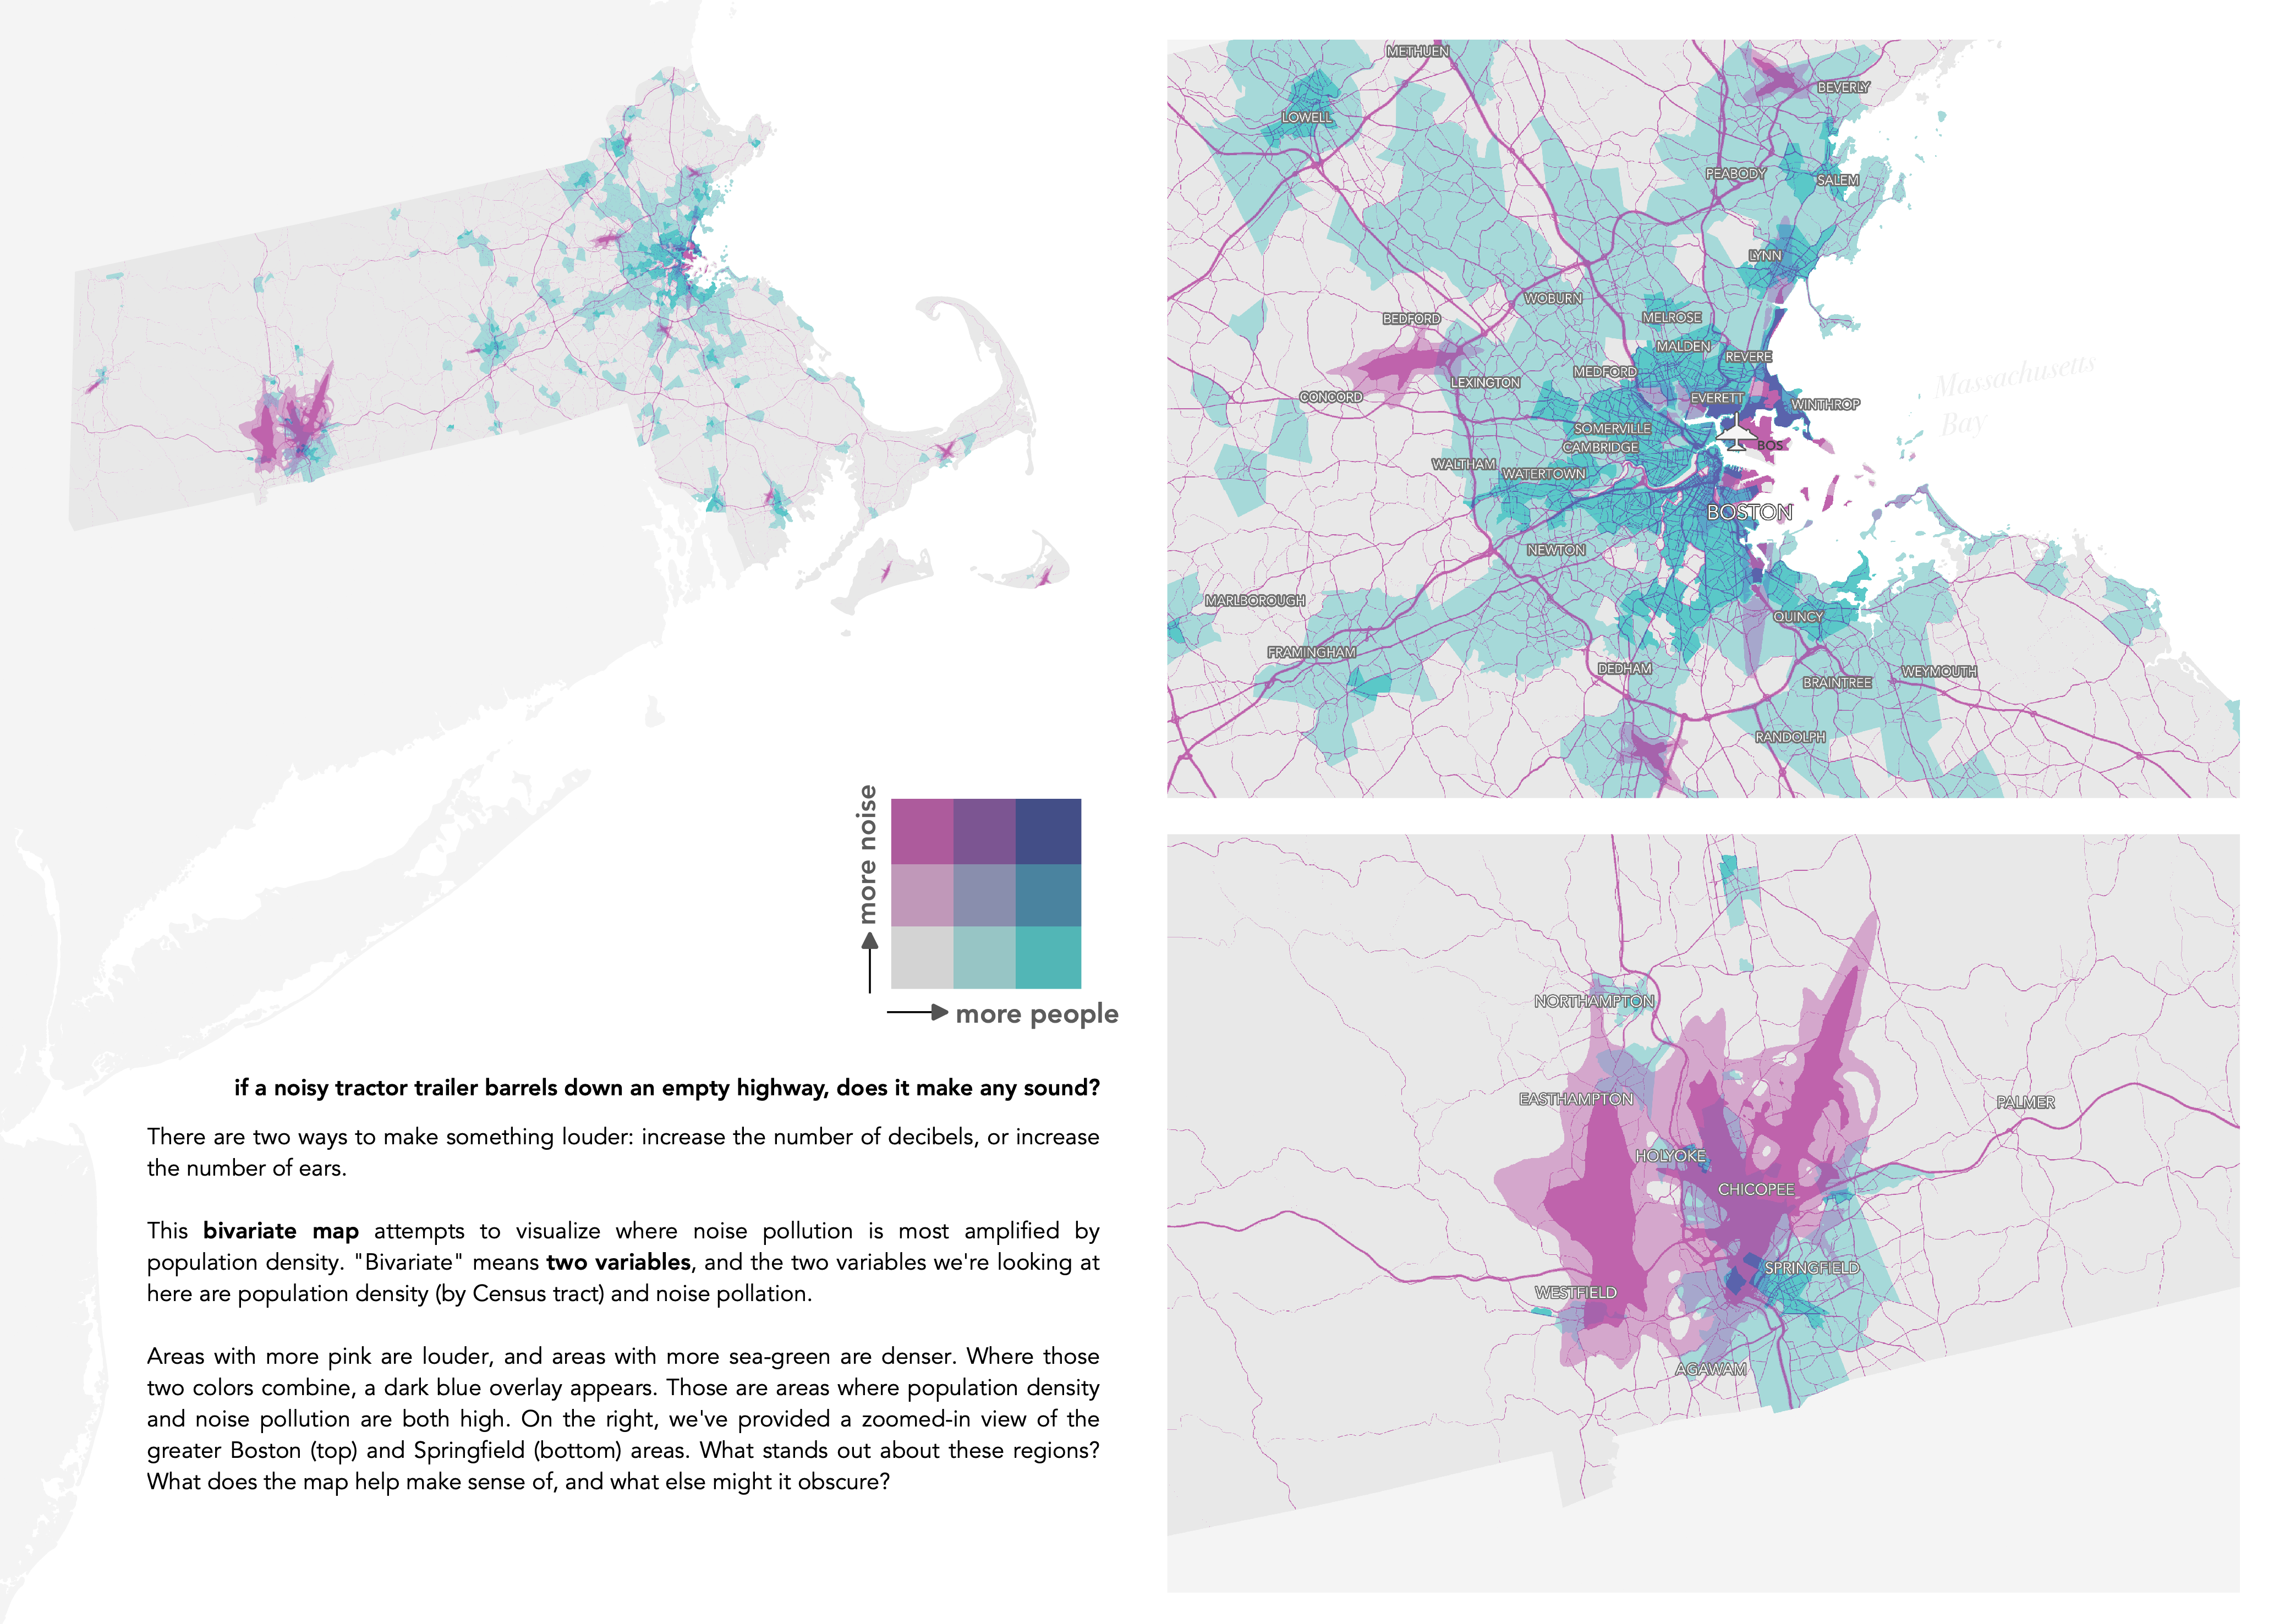 METHUEN
BEVERLY
LOWELL
PEABODY
SALEM
LYNN
WOBURN
BEDFORD
MELROSE
MALDEN
REVERE
MEDFORD
LEXINGTON
CONCORD
EVERETT
WINTHROP
SOMERVILLE
CAMBRIDGE
BOS
WALTHAM
WATERTOWN
BOSTON
NEWTON
MARLBOROUGH
QUINCY
FRAMINGHAM
DEDHAM
WEYMOUTH
BRAINTREE
RANDOLPH
Massachusetts
Bay
more noise
more people
if a noisy tractor trailer barrels down an empty highway, does it make any sound?
There are two ways to make something louder: increase the number of decibels, or increase
the number of ears.
This bivariate map attempts to visualize where noise pollution is most amplified by
population density. "Bivariate" means two variables, and the two variables we're looking at
here are population density (by Census tract) and noise pollation.
Areas with more pink are louder, and areas with more sea-green are denser. Where those
two colors combine, a dark blue overlay appears. Those are areas where population density
and noise pollution are both high. On the right, we've provided a zoomed-in view of the
greater Boston (top) and Springfield (bottom) areas. What stands out about these regions?
What does the map help make sense of, and what else might it obscure?
NORTHAMPTON
EASTHAMPTON
PALMER
HOLYOKE
CHICOPEE
SPRINGFIELD
WESTFIELD
AGAWAM